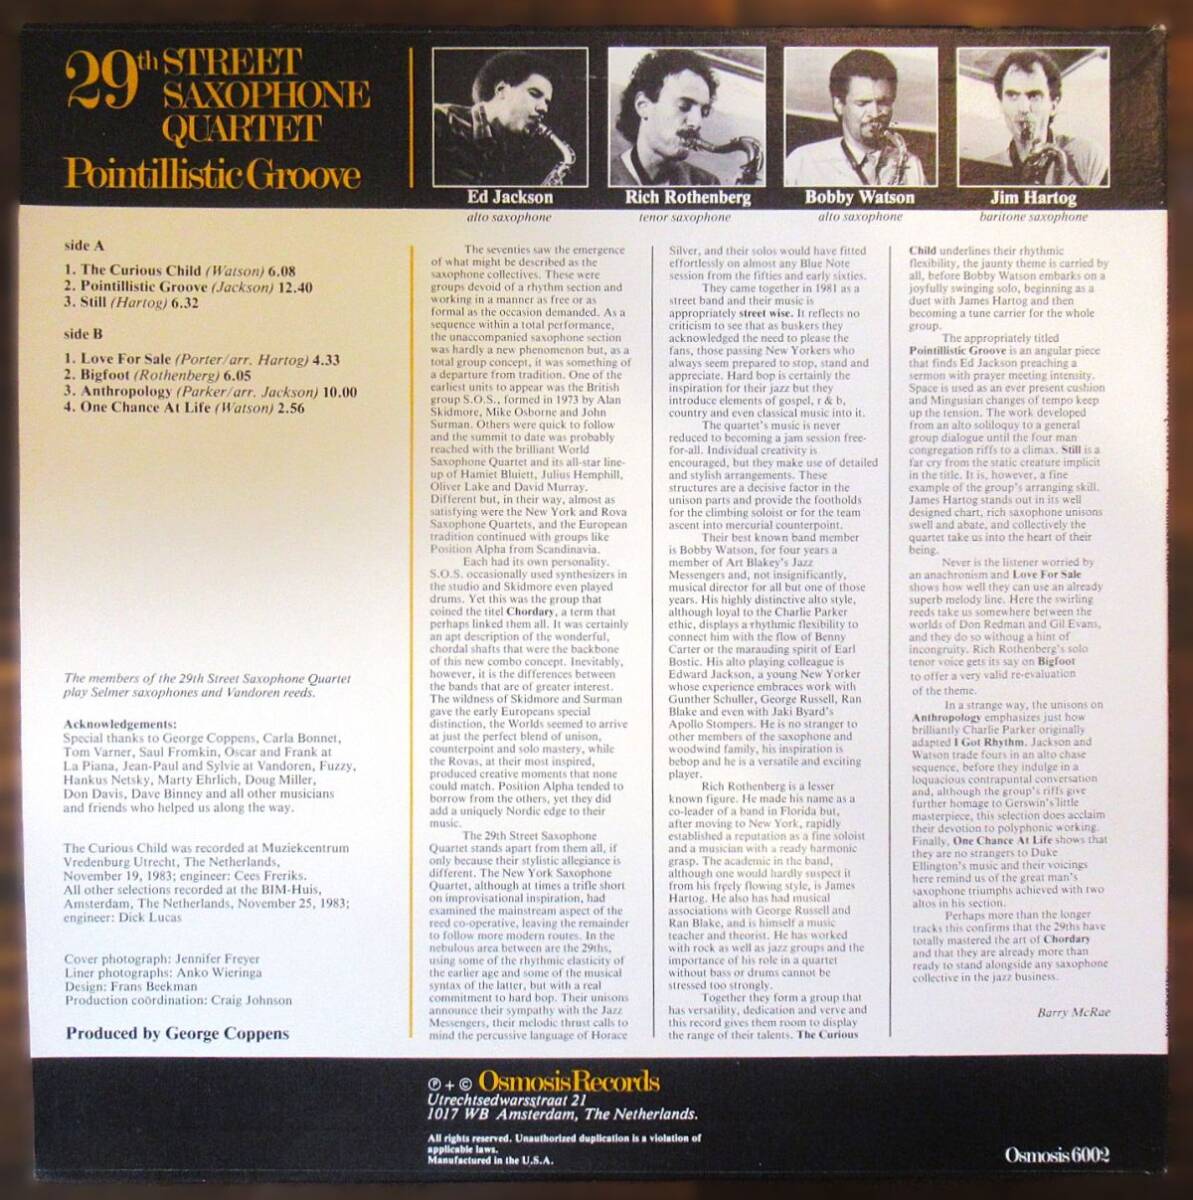 29th STREET
SAXOPHONE
QUARTET
Pointillistic Groove
Ed Jackson
alto saxophone
Rich Rothenberg
tenor saxophone
Bobby Watson
alto saxophone
Jim Hartog
baritone saxophone
side A
1. The Curious Child (Watson) 6.08
2. Pointillistic Groove (Jackson) 12.40
3. Still (Hartog) 6.32
side B
1. Love For Sale (Porter/arr. Hartog) 4.33
2. Bigfoot (Rothenberg) 6.05
3. Anthropology (Parker/arr. Jackson) 10.00
4. One Chance At Life (Watson) 2.56
The members of the 29th Street Saxophone Quartet
play Selmer saxophones and Vandoren reeds.
Acknowledgements:
Special thanks to George Coppens, Carla Bonnet,
Tom Varner, Saul Fromkin, Oscar and Frank at
La Piana, Jean-Paul and Sylvie at Vandoren, Fuzzy,
Hankus Netsky, Marty Ehrlich, Doug Miller,
Don Davis, Dave Binney and all other musicians
and friends who helped us along the way.
The Curious Child was recorded at Muziekcentrum
Vredenburg Utrecht, The Netherlands,
November 19, 1983; engineer: Cees Freriks.
All other selections recorded at the BIM-Huis,
Amsterdam, The Netherlands, November 25, 1983;
engineer: Dick Lucas
Cover photograph: Jennifer Freyer
Liner photographs: Anko Wieringa
Design: Frans Beekman
Production coördination: Craig Johnson
Produced by George Coppens
The seventies saw the emergence
of what might be described as the
saxophone collectives. These were
groups devoid of a rhythm section and
working in a manner as free or as
formal as the occasion demanded. As a
sequence within a total performance,
the unaccompanied saxophone section
was hardly a new phenomenon but, as a
total group concept, it was something of
a departure from tradition. One of the
earliest units to appear was the British
group S.O.S., formed in 1973 by Alan
Skidmore, Mike Osborne and John
Surman. Others were quick to follow
and the summit to date was probably
reached with the brilliant World
Saxophone Quartet and its all-star line-
up of Hamiet Bluiett, Julius Hemphill,
Oliver Lake and David Murray.
Different but, in their way, almost as
satisfying were the New York and Rova
Saxophone Quartets, and the European
tradition continued with groups like
Position Alpha from Scandinavia.
Each had its own personality.
S.O.S. occasionally used synthesizers in
the studio and Skidmore even played
drums. Yet this was the group that
coined the titel Chordary, a term that
perhaps linked them all. It was certainly
an apt description of the wonderful,
chordal shafts that were the backbone
of this new combo concept. Inevitably,
however, it is the differences between
the bands that are of greater interest.
The wildness of Skidmore and Surman
gave the early Europeans special
distinction, the Worlds seemed to arrive
at just the perfect blend of unison,
counterpoint and solo mastery, while
the Rovas, at their most inspired,
produced creative moments that none
could match. Position Alpha tended to
borrow from the others, yet they did
add a uniquely Nordic edge to their
music.
The 29th Street Saxophone
Quartet stands apart from them all, if
only because their stylistic allegiance is
different. The New York Saxophone
Quartet, although at times a trifle short
on improvisational inspiration, had
examined the mainstream aspect of the
reed co-operative, leaving the remainder
to follow more modern routes. In the
nebulous area between are the 29ths,
using some of the rhythmic elasticity of
the earlier age and some of the musical
syntax of the latter, but with a real
commitment to hard bop. Their unisons
announce their sympathy with the Jazz
Messengers, their melodic thrust calls to
mind the percussive language of Horace
Silver, and their solos would have fitted
effortlessly on almost any Blue Note
session from the fifties and early sixties.
They came together in 1981 as a
street band and their music is
appropriately street wise. It reflects no
criticism to see that as buskers they
acknowledged the need to please the
fans, those passing New Yorkers who
always seem prepared to stop, stand and
appreciate. Hard bop is certainly the
inspiration for their jazz but they
introduce elements of gospel, r & b,
country and even classical music into it.
The quartet's music is never
reduced to becoming a jam session free-
for-all. Individual creativity is
encouraged, but they make use of detailed
and stylish arrangements. These
structures are a decisive factor in the
unison parts and provide the footholds
for the climbing soloist or for the team
ascent into mercurial counterpoint.
Their best known band member
is Bobby Watson, for four years a
member of Art Blakey's Jazz
Messengers and, not insignificantly,
musical director for all but one of those
years. His highly distinctive alto style,
although loyal to the Charlie Parker
ethic, displays a rhythmic flexibility to
connect him with the flow of Benny
Carter or the marauding spirit of Earl
Bostic. His alto playing colleague is
Edward Jackson, a young New Yorker
whose experience embraces work with
Gunther Schuller, George Russell, Ran
Blake and even with Jaki Byard's
Apollo Stompers. He is no stranger to
other members of the saxophone and
woodwind family, his inspiration is
bebop and he is a versatile and exciting
player.
Rich Rothenberg is a lesser
known figure. He made his name as a
co-leader of a band in Florida but,
after moving to New York, rapidly
established a reputation as a fine soloist
and a musician with a ready harmonic
grasp. The academic in the band,
although one would hardly suspect it
from his freely flowing style, is James
Hartog. He also has had musical
associations with George Russell and
Ran Blake, and is himself a music
teacher and theorist. He has worked
with rock as well as jazz groups and the
importance of his role in a quartet
without bass or drums cannot be
stressed too strongly.
Together they form a group that
has versatility, dedication and verve and
this record gives them room to display
the range of their talents. The Curious
Child underlines their rhythmic
flexibility, the jaunty theme is carried by
all, before Bobby Watson embarks on a
joyfully swinging solo, beginning as a
duet with James Hartog and then
becoming a tune carrier for the whole
group.
The appropriately titled
Pointillistic Groove is an angular piece
that finds Ed Jackson preaching a
sermon with prayer meeting intensity.
Space is used as an ever present cushion
and Mingusian changes of tempo keep
up the tension. The work developed
from an alto soliloquy to a general
group dialogue until the four man
congregation riffs to a climax. Still is a
far cry from the static creature implicit
in the title. It is, however, a fine
example of the group's arranging skill.
James Hartog stands out in its well
designed chart, rich saxophone unisons
swell and abate, and collectively the
quartet take us into the heart of their
being.
Never is the listener worried by
an anachronism and Love For Sale
shows how well they can use an already
superb melody line. Here the swirling
reeds take us somewhere between the
worlds of Don Redman and Gil Evans,
and they do so withoug a hint of
incongruity. Rich Rothenberg's solo
tenor voice gets its say on Bigfoot
to offer a very valid re-evaluation
of the theme.
In a strange way, the unisons on
Anthropology emphasizes just how
brilliantly Charlie Parker originally
adapted I Got Rhythm. Jackson and
Watson trade fours in an alto chase
sequence, before they indulge in a
loquacious contrapuntal conversation
and, although the group's riffs give
further homage to Gerswin's little
masterpiece, this selection does acclaim
their devotion to polyphonic working.
Finally, One Chance At Life shows that
they are no strangers to Duke
Ellington's music and their voicings
here remind us of the great man's
saxophone triumphs achieved with two
altos in his section.
Perhaps more than the longer
tracks this confirms that the 29ths have
totally mastered the art of Chordary
and that they are already more than
ready to stand alongside any saxophone
collective in the jazz business.
Barry McRae
℗ + © Osmosis Records
Utrechtsedwarsstraat 21
1017 WB Amsterdam, The Netherlands.
All rights reserved. Unauthorized duplication is a violation of
applicable laws.
Manufactured in the U.S.A.
Osmosis 6002